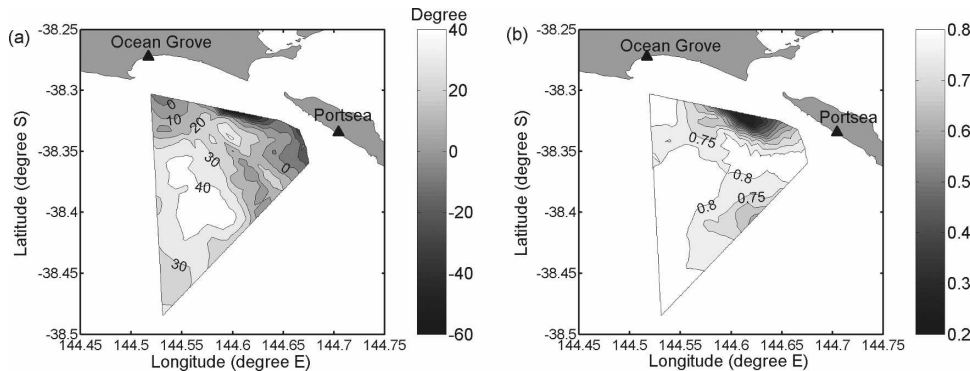 (a)
Degree
Ocean Grove
Portsea
0
10
20
30
40
0
30
-38.25
-38.3
-38.35
-38.4
-38.45
-38.5
Latitude (degree S)
144.45 144.5 144.55 144.6 144.65 144.7 144.75
Longitude (degree E)
40
20
0
-20
-40
-60
(b)
Ocean Grove
Portsea
0.75
0.8
0.8
0.75
-38.25
-38.3
-38.35
-38.4
-38.45
-38.5
Latitude (degree S)
144.45 144.5 144.55 144.6 144.65 144.7 144.75
Longitude (degree E)
0.8
0.7
0.6
0.5
0.4
0.3
0.2